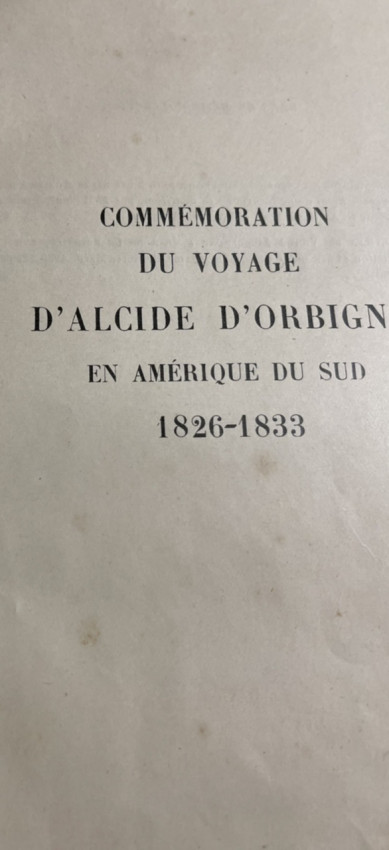 COMMÉMORATION
DU VOYAGE
D'ALCIDE D'ORBIGN
EN AMÉRIQUE DU SUD
1826-1833